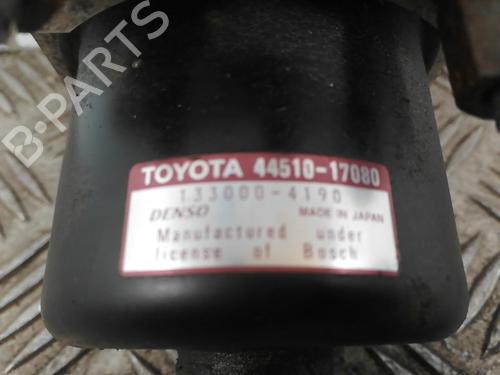 B-PARTS
TOYOTA 44510-17080
133000-4190
DENSO MADE IN JAPAN
Manufactured under
license of Bosch